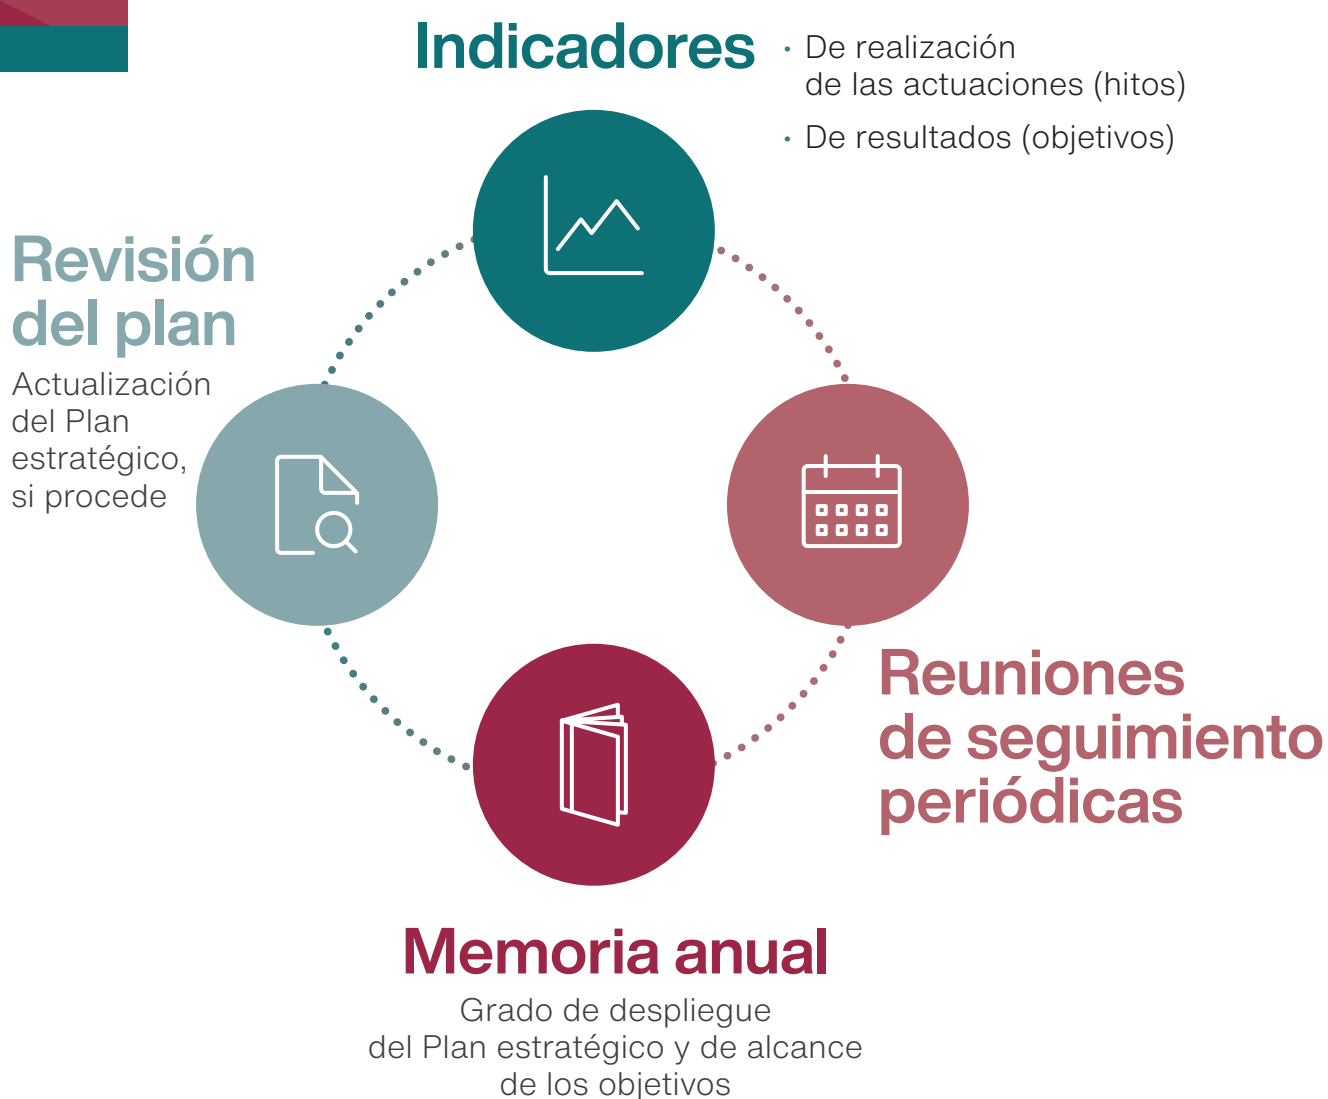 Indicadores
· De realización
de las actuaciones (hitos)
· De resultados (objetivos)
Revisión
del plan
Actualización
del Plan
estratégico,
si procede
Reuniones
de seguimiento
periódicas
Memoria anual
Grado de despliegue
del Plan estratégico y de alcance
de los objetivos